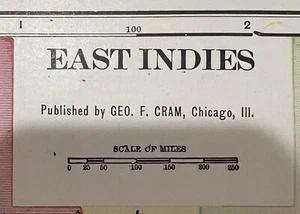 1 100 2
EAST INDIES
Published by GEO. F. CRAM, Chicago, Ill.
SCALE OF MILES
0 25 50 100 150 200 250